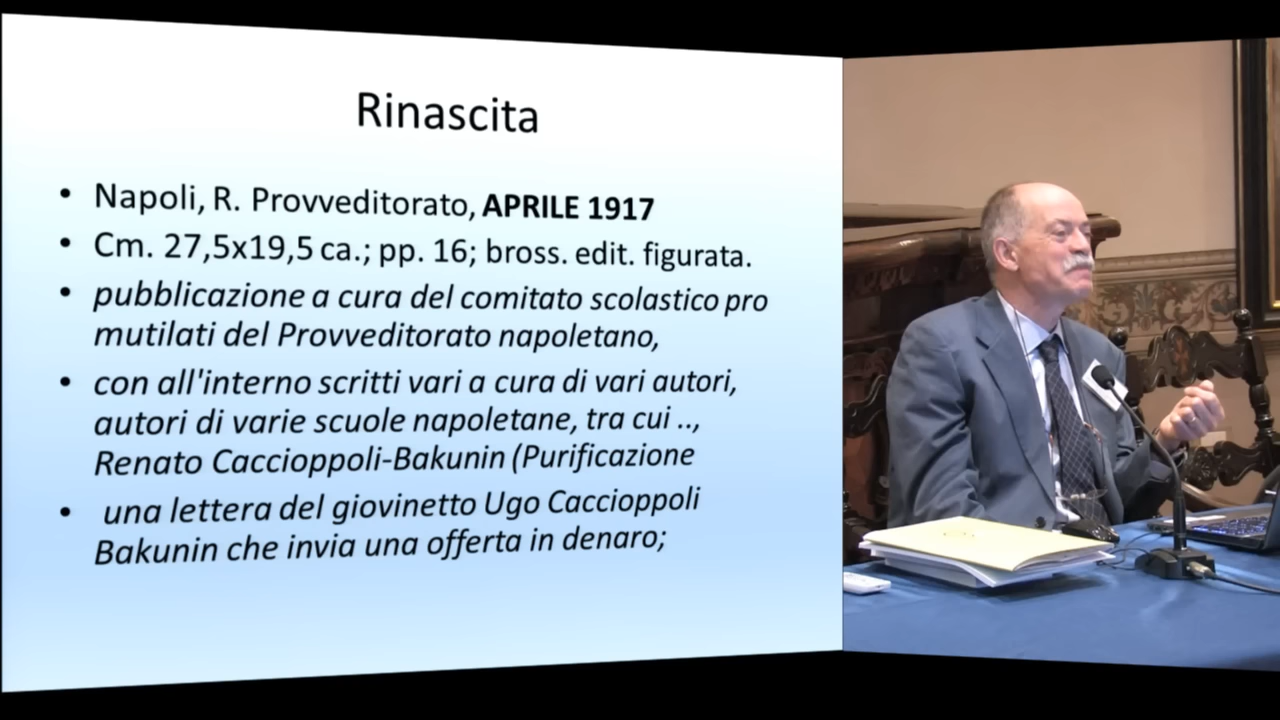 Rinascita
• Napoli, R. Provveditorato, APRILE 1917
• Cm. 27,5x19,5 ca.; pp. 16; bross. edit. figurata.
• pubblicazione a cura del comitato scolastico pro
mutilati del Provveditorato napoletano,
• con all'interno scritti vari a cura di vari autori,
autori di varie scuole napoletane, tra cui ..,
Renato Caccioppoli-Bakunin (Purificazione
• una lettera del giovinetto Ugo Caccioppoli
Bakunin che invia una offerta in denaro;